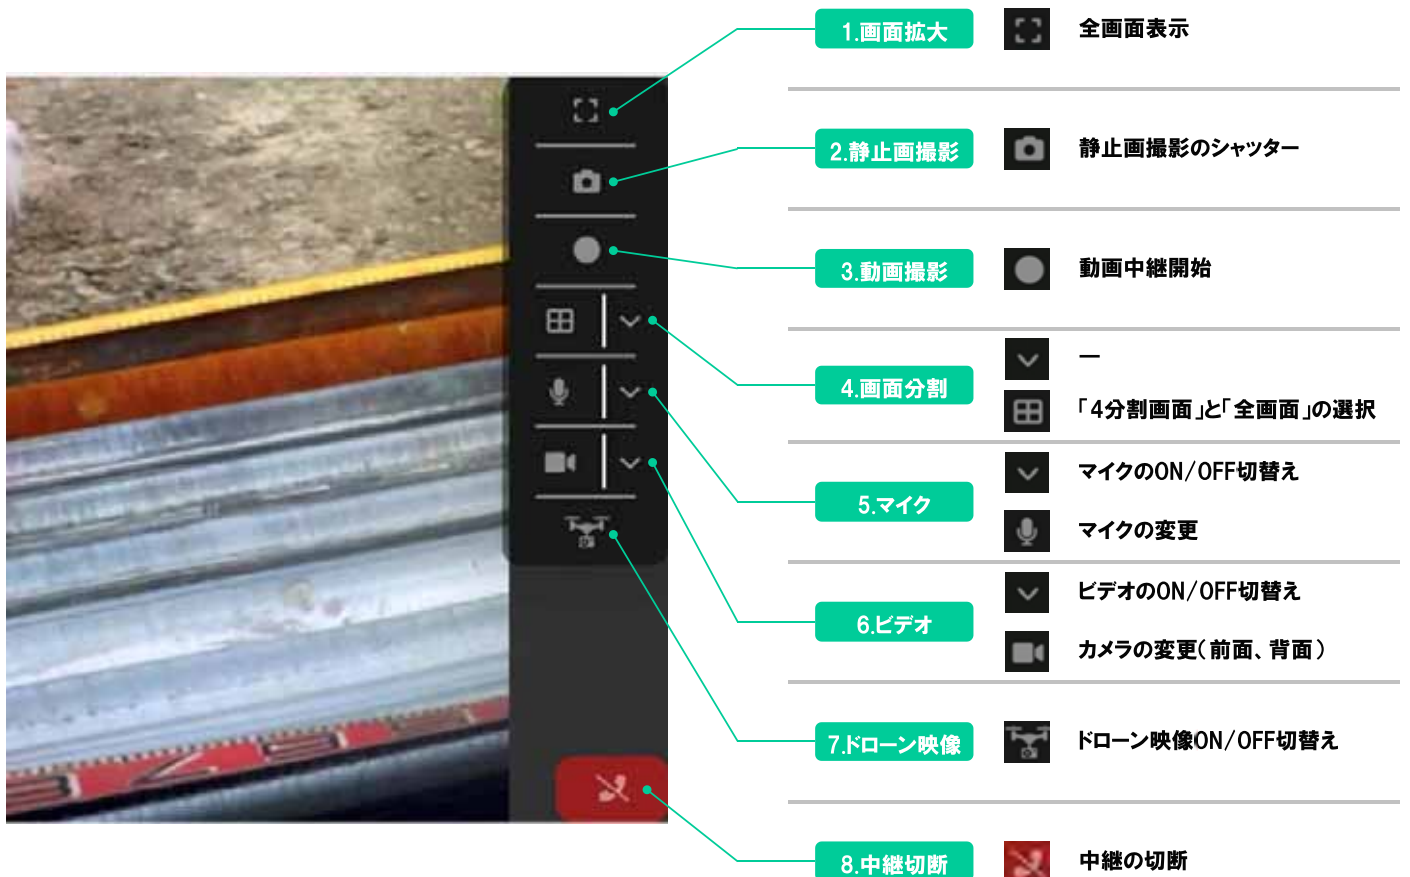 1.画面拡大
全画面表示
2.静止画撮影
静止画撮影のシャッター
3.動画撮影
動画中継開始
4.画面分割
―
「4分割画面」と「全画面」の選択
5.マイク
マイクのON/OFF切替え
マイクの変更
6.ビデオ
ビデオのON/OFF切替え
カメラの変更(前面、背面)
7.ドローン映像
ドローン映像ON/OFF切替え
8.中継切断
中継の切断